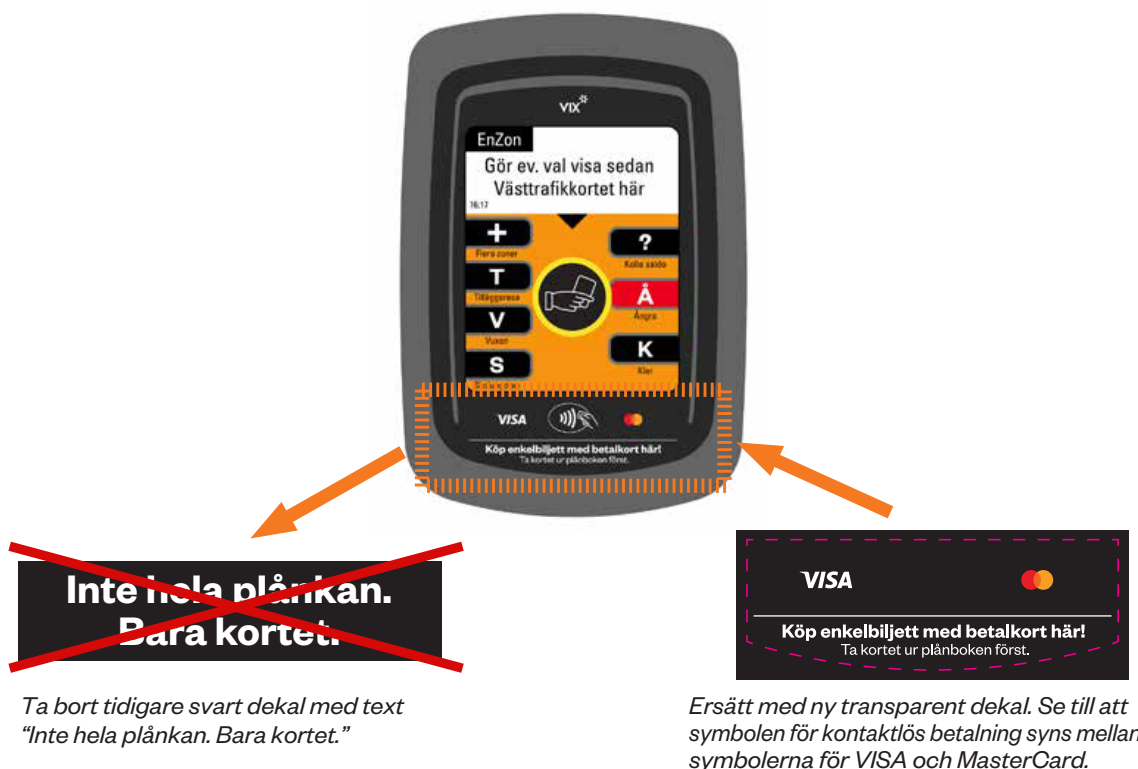 vix
EnZon
Gör ev. val visa sedan
Västtrafikkortet här
16:17
+
Flera zoner
T
Tilläggsresa
V
Vuxen
S
?
Kolla saldo
Å
Ångra
K
Klar
VISA
Köp enkelbiljett med betalkort här!
Ta kortet ur plånboken först.
Inte hela plånkan.
Bara kortet.
VISA
Köp enkelbiljett med betalkort här!
Ta kortet ur plånboken först.
Ta bort tidigare svart dekal med text
“Inte hela plånkan. Bara kortet.”
Ersätt med ny transparent dekal. Se till att
symbolen för kontaktlös betalning syns mellan
symbolerna för VISA och MasterCard.